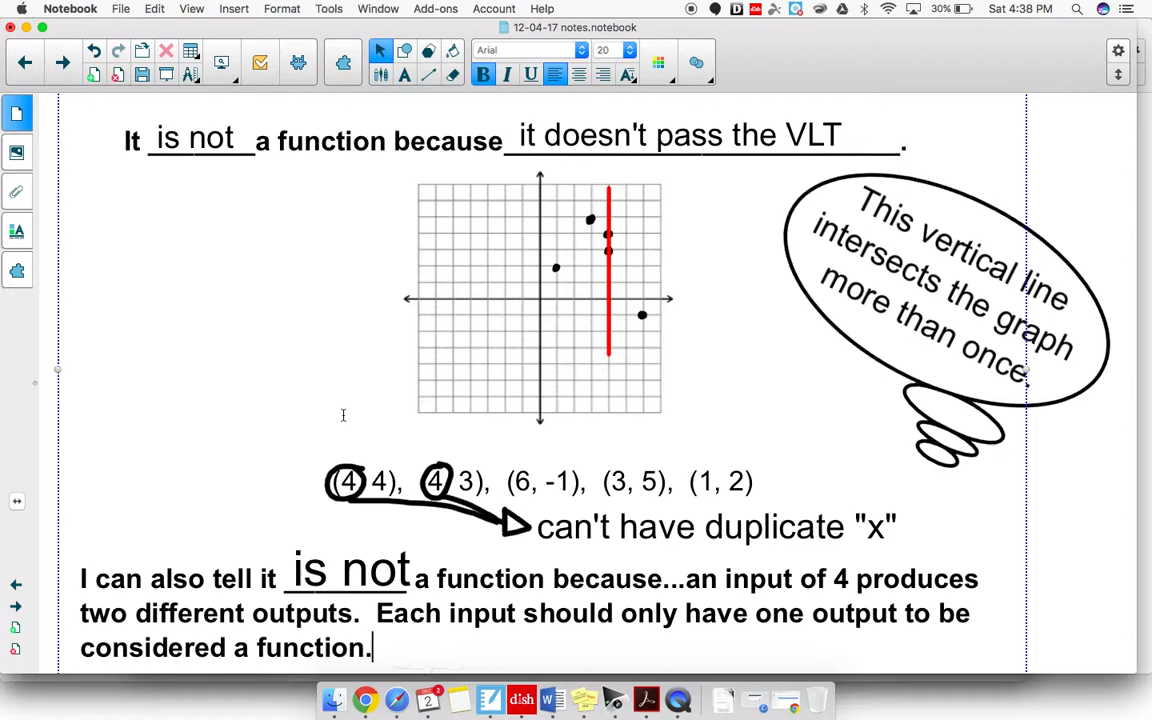 Notebook File Edit View Insert Format Tools Window Add-ons Account Help 30% Sat 4:38 PM
12-04-17 notes.notebook
Arial 20
B I U
It is not a function because it doesn't pass the VLT.
This vertical line
intersects the graph
more than once.
(4 4), 4 3), (6, -1), (3, 5), (1, 2)
can't have duplicate "x"
I can also tell it is not a function because...an input of 4 produces
two different outputs. Each input should only have one output to be
considered a function.
DEC 2 2
dish
W